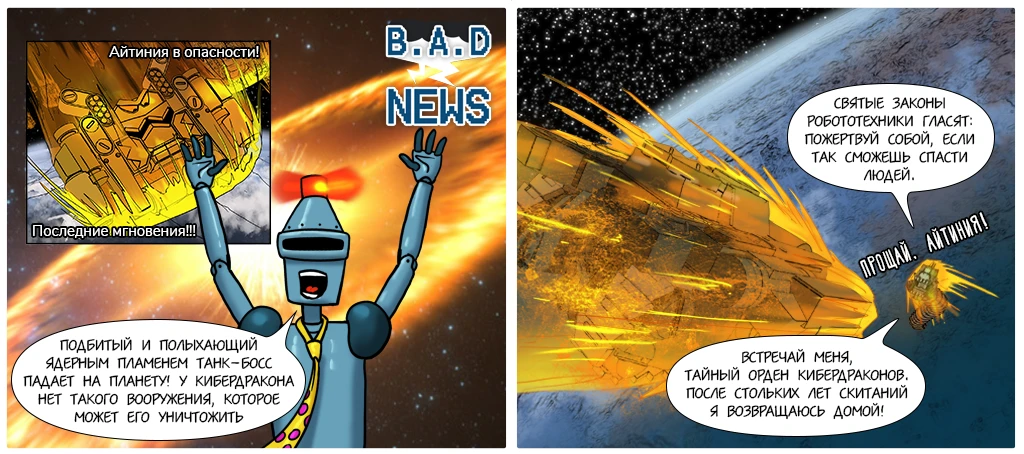 B.A.D
NEWS
Айтиния в опасности!
Последние мгновения!!!
ПОДБИТЫЙ И ПОЛЫХАЮЩИЙ
ЯДЕРНЫМ ПЛАМЕНЕМ ТАНК-БОСС
ПАДАЕТ НА ПЛАНЕТУ! У КИБЕРДРАКОНА
НЕТ ТАКОГО ВООРУЖЕНИЯ, КОТОРОЕ
МОЖЕТ ЕГО УНИЧТОЖИТЬ
СВЯТЫЕ ЗАКОНЫ
РОБОТОТЕХНИКИ ГЛАСЯТ:
ПОЖЕРТВУЙ СОБОЙ, ЕСЛИ
ТАК СМОЖЕШЬ СПАСТИ
ЛЮДЕЙ.
ПРОЩАЙ, АЙТИНИЯ!
ВСТРЕЧАЙ МЕНЯ,
ТАЙНЫЙ ОРДЕН КИБЕРДРАКОНОВ.
ПОСЛЕ СТОЛЬКИХ ЛЕТ СКИТАНИЙ
Я ВОЗВРАЩАЮСЬ ДОМОЙ!